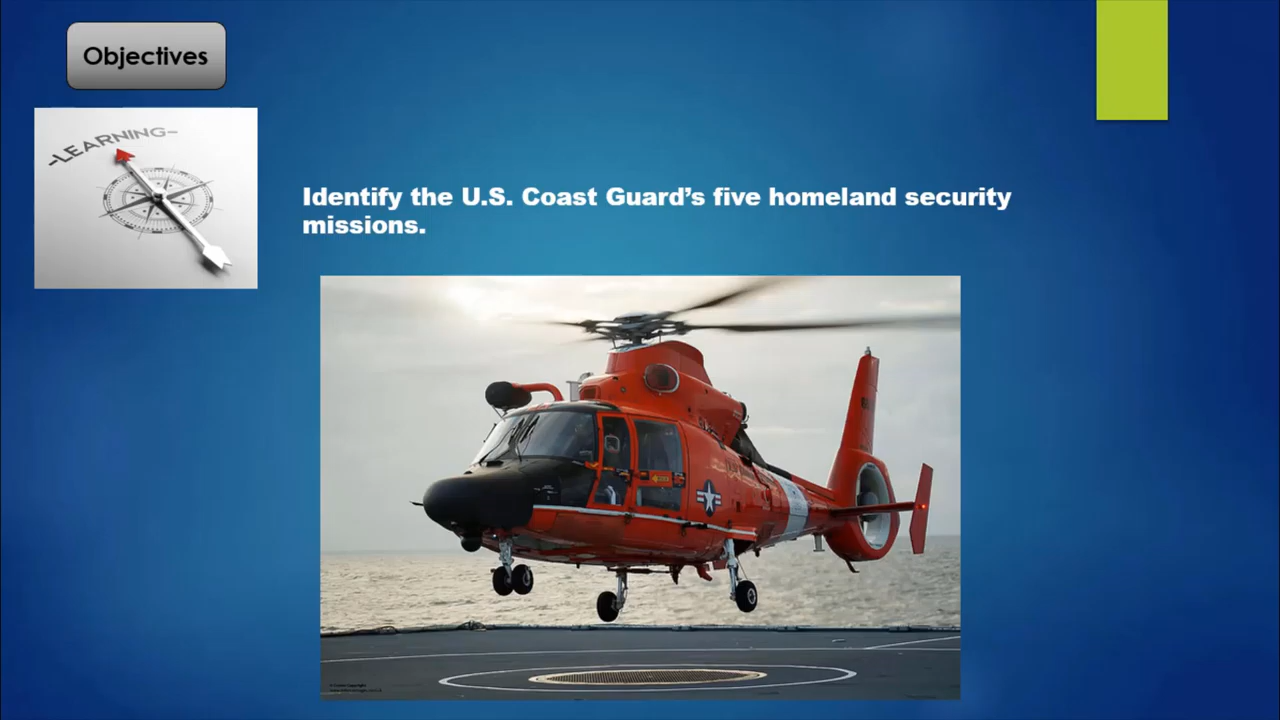 Objectives
-LEARNING-
Identify the U.S. Coast Guard's five homeland security
missions.